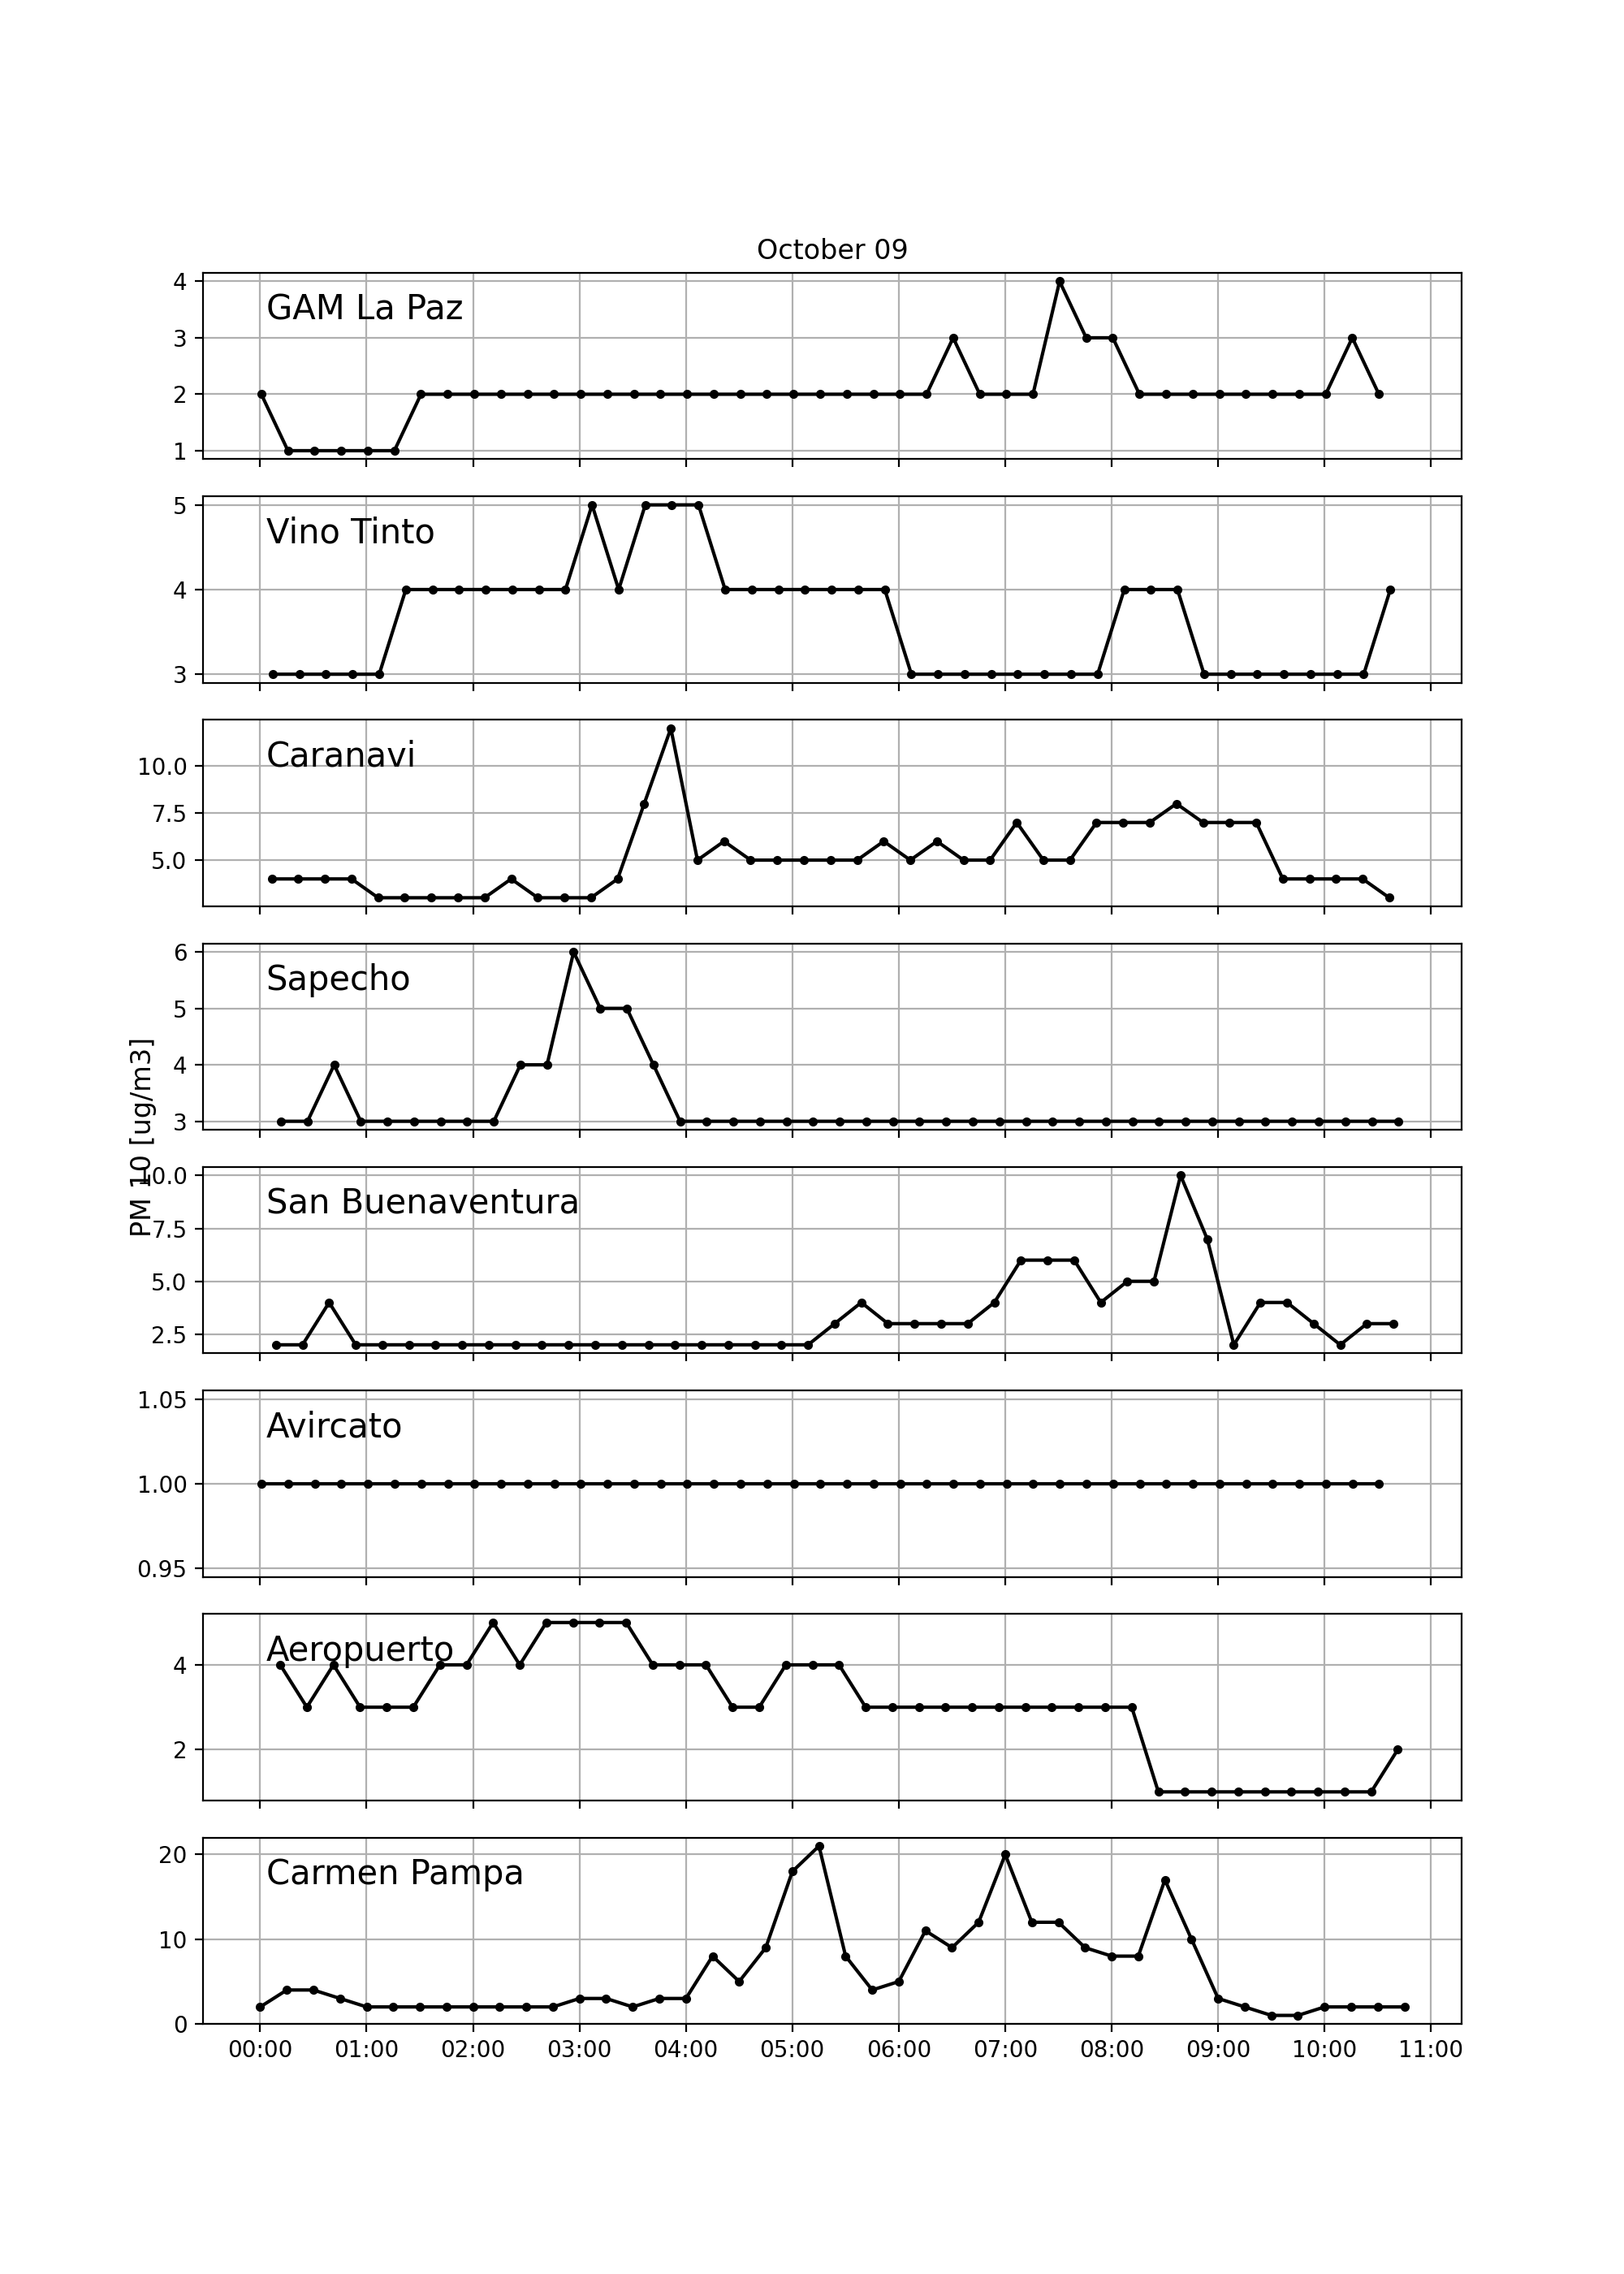 October 09
PM 10 [ug/m3]
4
GAM La Paz
3
2
1
5
Vino Tinto
4
3
Caranavi
10.0
7.5
5.0
6
Sapecho
5
4
3
10.0
San Buenaventura
7.5
5.0
2.5
1.05
Avircato
1.00
0.95
Aeropuerto
4
2
20
Carmen Pampa
10
0
00:00 01:00 02:00 03:00 04:00 05:00 06:00 07:00 08:00 09:00 10:00 11:00